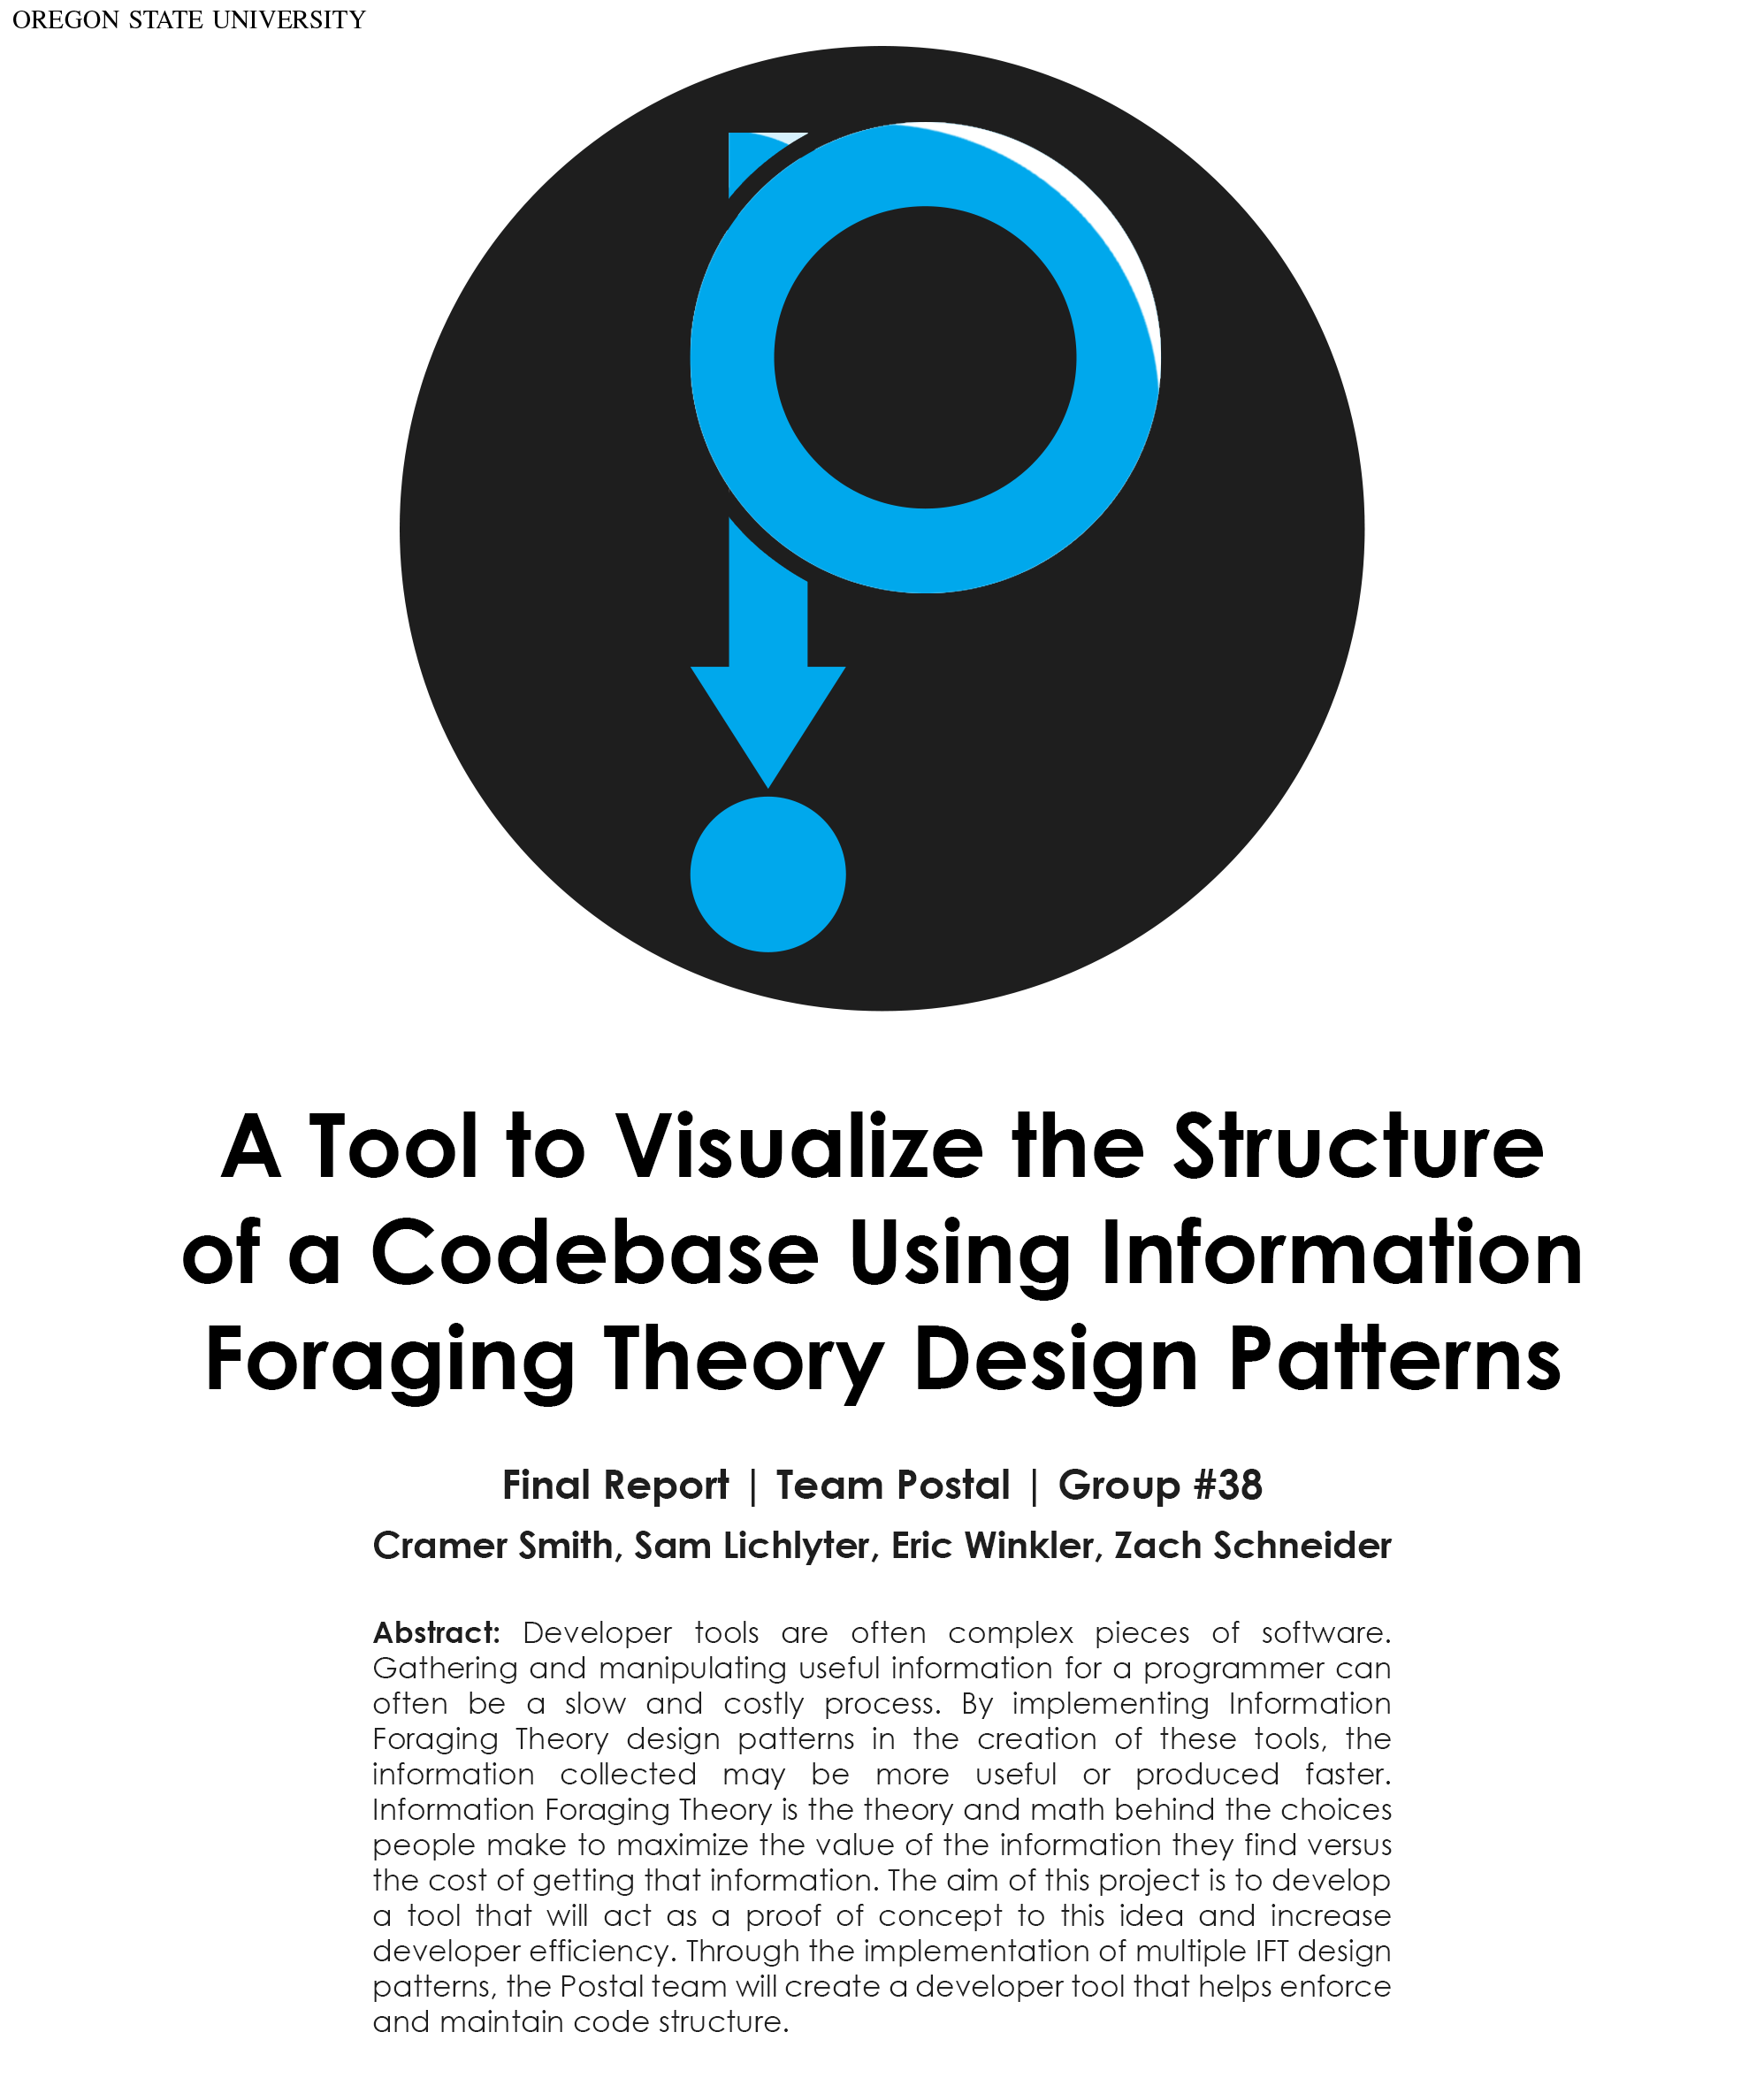 OREGON STATE UNIVERSITY
A Tool to Visualize the Structure
of a Codebase Using Information
Foraging Theory Design Patterns
Final Report | Team Postal | Group #38
Cramer Smith, Sam Lichlyter, Eric Winkler, Zach Schneider
Abstract: Developer tools are often complex pieces of software.
Gathering and manipulating useful information for a programmer can
often be a slow and costly process. By implementing Information
Foraging Theory design patterns in the creation of these tools, the
information collected may be more useful or produced faster.
Information Foraging Theory is the theory and math behind the choices
people make to maximize the value of the information they find versus
the cost of getting that information. The aim of this project is to develop
a tool that will act as a proof of concept to this idea and increase
developer efficiency. Through the implementation of multiple IFT design
patterns, the Postal team will create a developer tool that helps enforce
and maintain code structure.